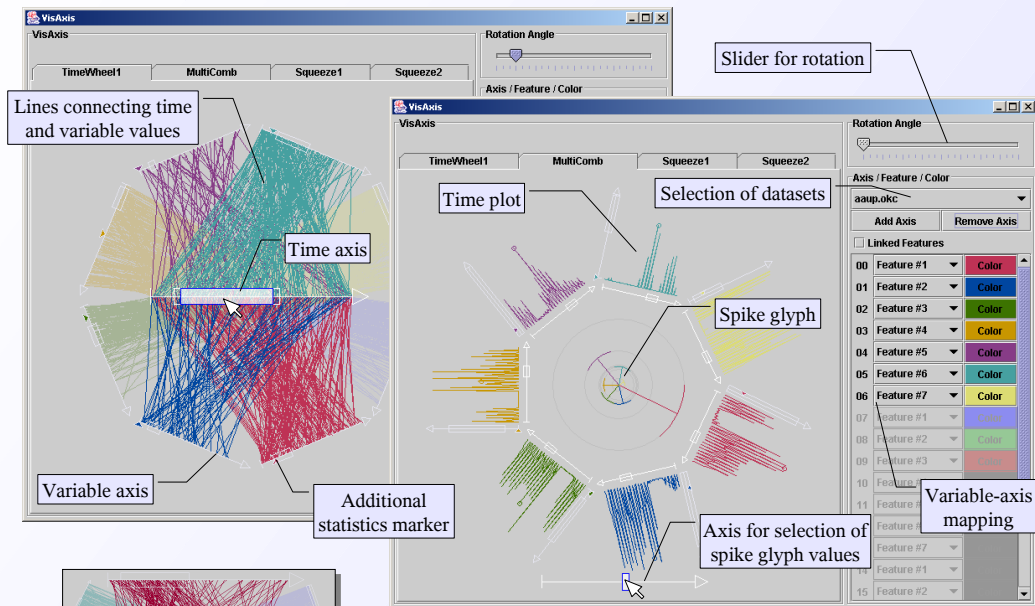 VisAxis
VisAxis
Rotation Angle
TimeWheel1 MultiComb Squeeze1 Squeeze2
Axis / Feature / Color
Lines connecting time
and variable values
Time axis
Variable axis
Additional
statistics marker
Slider for rotation
VisAxis
VisAxis
Rotation Angle
TimeWheel1 MultiComb Squeeze1 Squeeze2
Axis / Feature / Color
Time plot
Selection of datasets
aaup.okc
Add Axis Remove Axis
Linked Features
00 Feature #1 Color
01 Feature #2 Color
02 Feature #3 Color
03 Feature #4 Color
04 Feature #5 Color
05 Feature #6 Color
06 Feature #7 Color
07 Feature #1 Color
08 Feature #2 Color
09 Feature #3 Color
10 Feature
11 Feature
Feature #7
14 Feature #1
15 Feature #2
Spike glyph
Variable-axis
mapping
Axis for selection of
spike glyph values